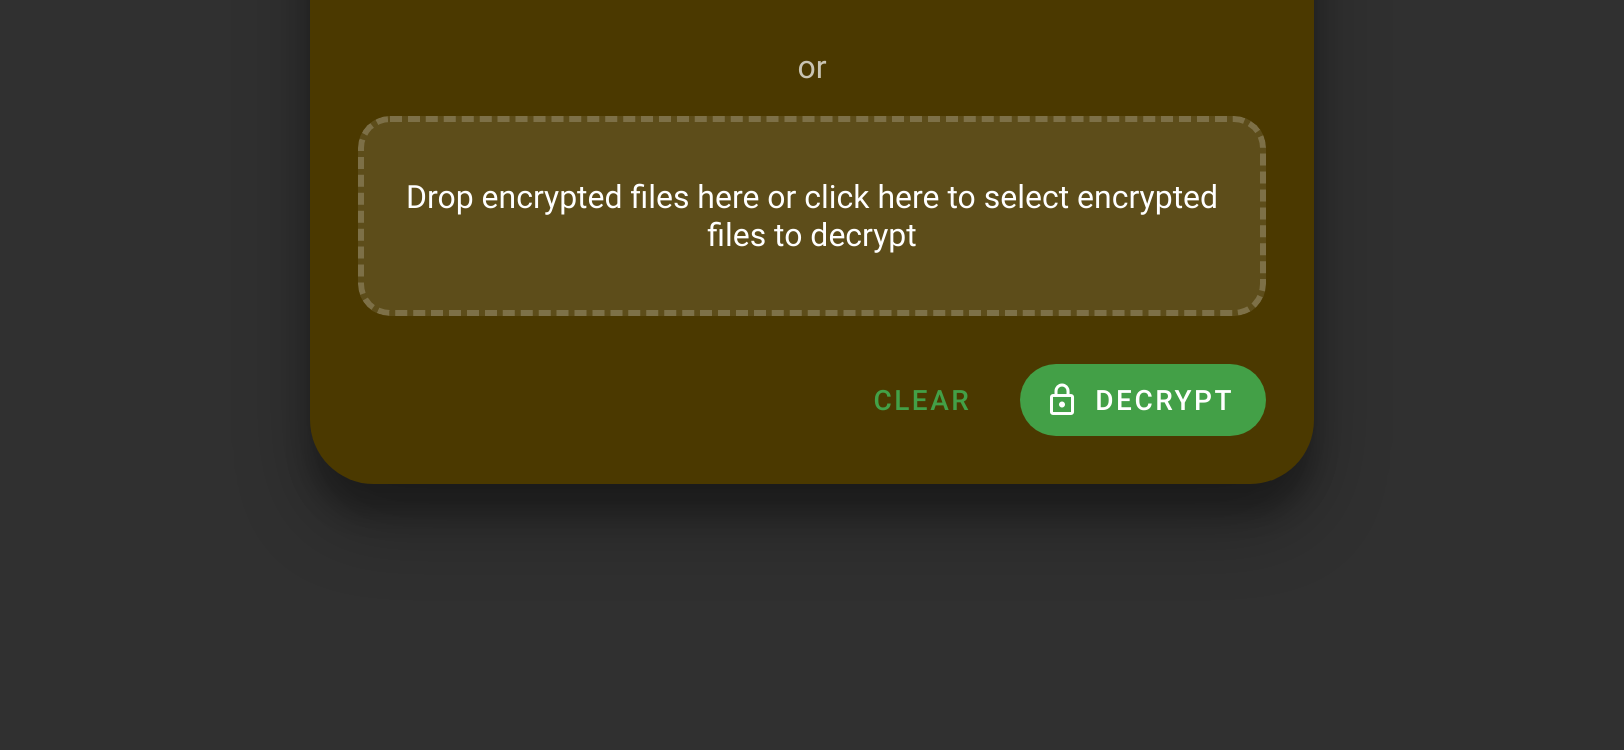 or
Drop encrypted files here or click here to select encrypted
files to decrypt
CLEAR
DECRYPT